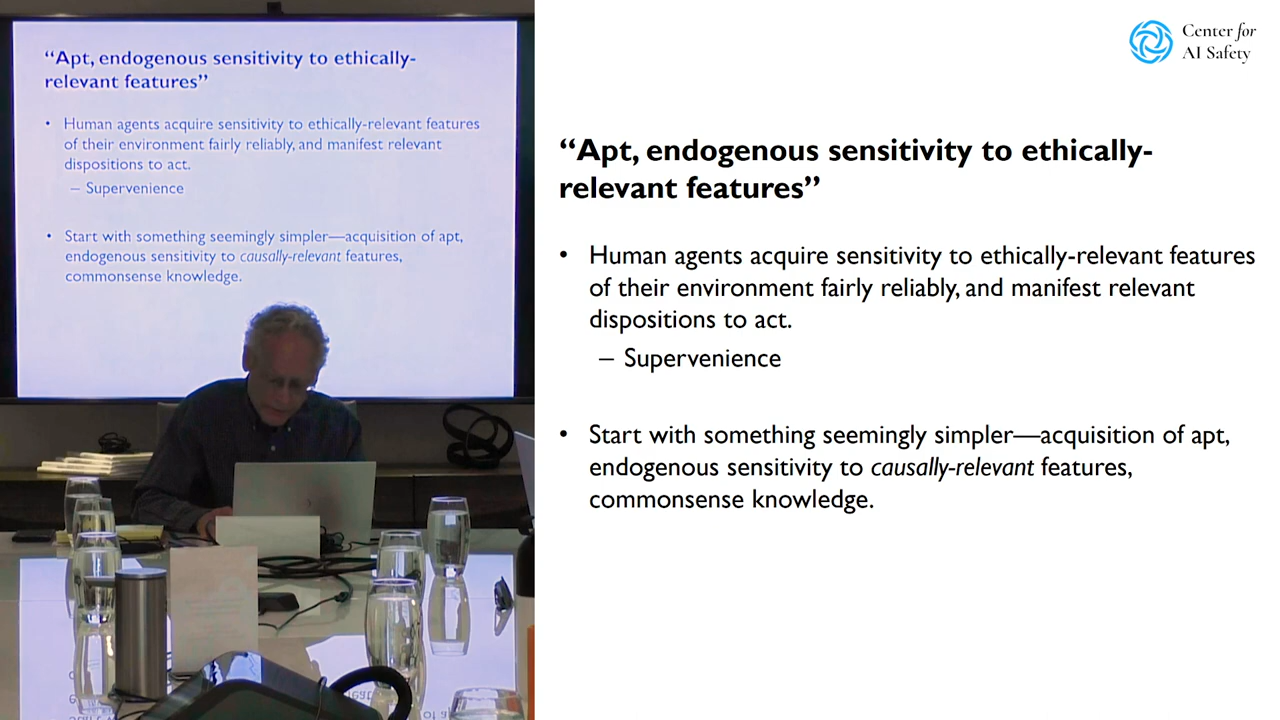 “Apt, endogenous sensitivity to ethically-
relevant features”
• Human agents acquire sensitivity to ethically-relevant features
of their environment fairly reliably, and manifest relevant
dispositions to act.
– Supervenience
• Start with something seemingly simpler—acquisition of apt,
endogenous sensitivity to causally-relevant features,
commonsense knowledge.
Center for
AI Safety
“Apt, endogenous sensitivity to ethically-
relevant features”
• Human agents acquire sensitivity to ethically-relevant features
of their environment fairly reliably, and manifest relevant
dispositions to act.
– Supervenience
• Start with something seemingly simpler—acquisition of apt,
endogenous sensitivity to causally-relevant features,
commonsense knowledge.